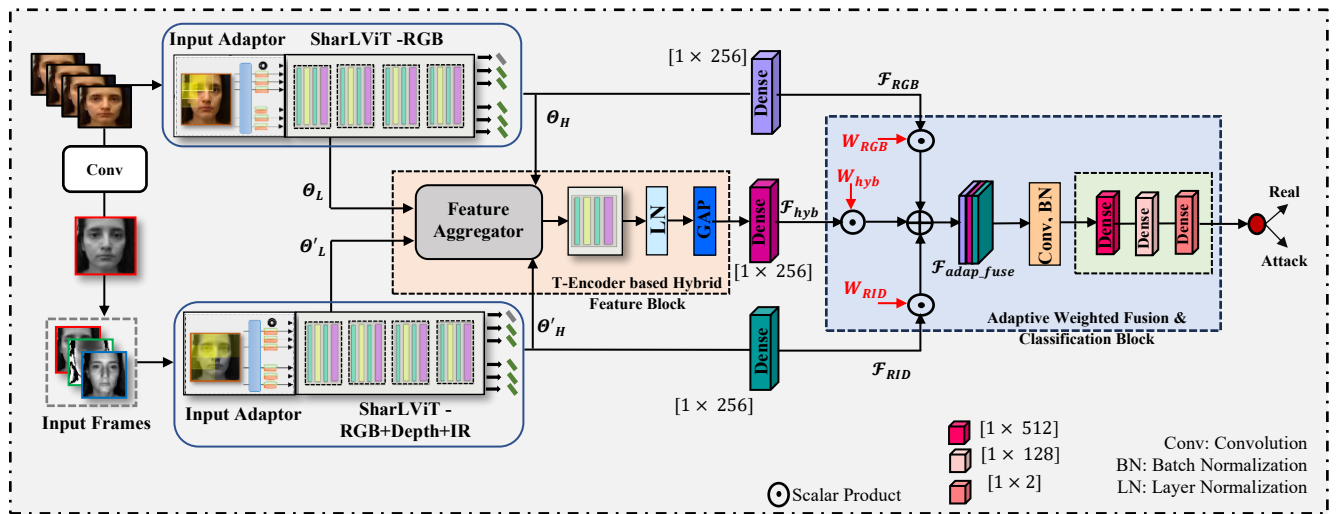 Input Adaptor
SharLViT -RGB
[1 × 256]
Dense
ℱ_RGB
Conv
Θ_H
Θ_L
W_RGB
W_hyb
Feature
Aggregator
LN
GAP
Dense
ℱ_hyb
[1 × 256]
Θ'_L
T-Encoder based Hybrid
Feature Block
ℱ_adap_fuse
Conv, BN
Dense
Dense
Dense
Real
Attack
W_RID
Adaptive Weighted Fusion &
Classification Block
Θ'_H
Dense
ℱ_RID
[1 × 256]
Input Frames
Input Adaptor
SharLViT -
RGB+Depth+IR
[1 × 512]
[1 × 128]
[1 × 2]
Scalar Product
Conv: Convolution
BN: Batch Normalization
LN: Layer Normalization